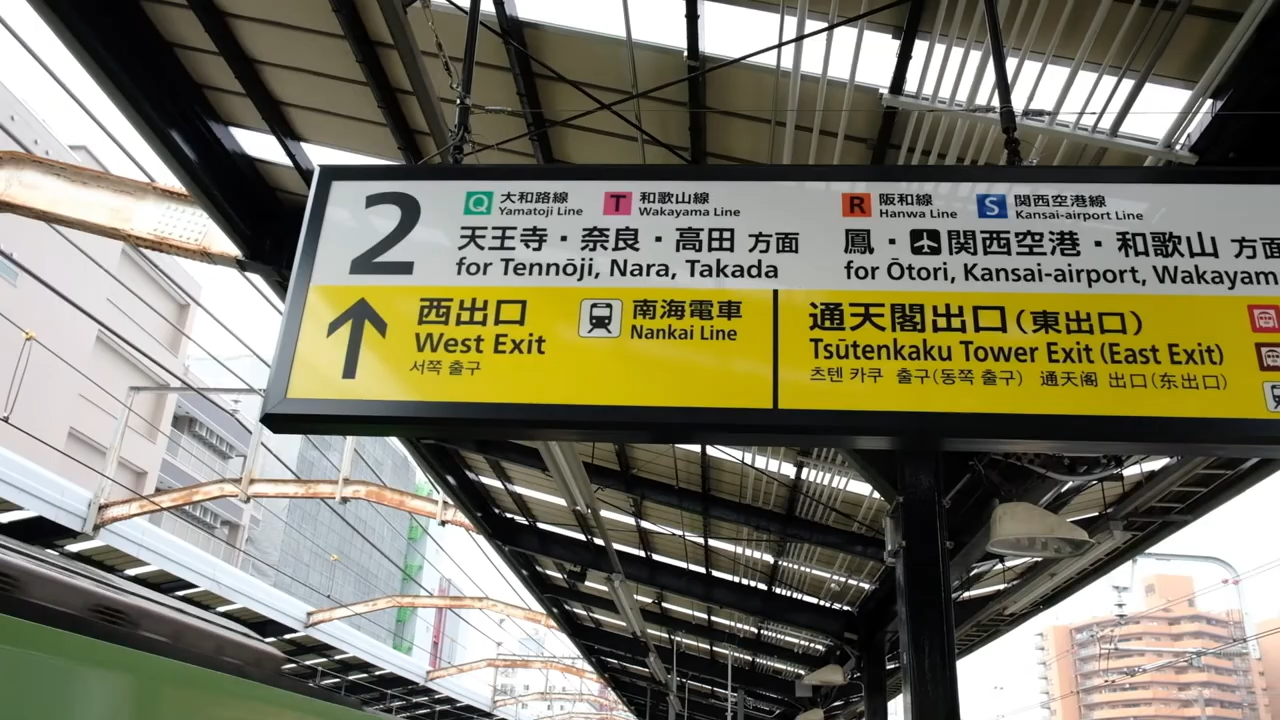 2
Q 大和路線 T 和歌山線 R 阪和線 S 関西空港線
Yamatoji Line Wakayama Line Hanwa Line Kansai-airport Line
天王寺・奈良・高田 方面 鳳・関西空港・和歌山 方面
for Tennōji, Nara, Takada for Ōtori, Kansai-airport, Wakayam
西出口 南海電車
West Exit Nankai Line
서쪽 출구
通天閣出口(東出口)
Tsūtenkaku Tower Exit (East Exit)
츠텐 카쿠 출구(동쪽 출구) 通天阁 出口(东出口)